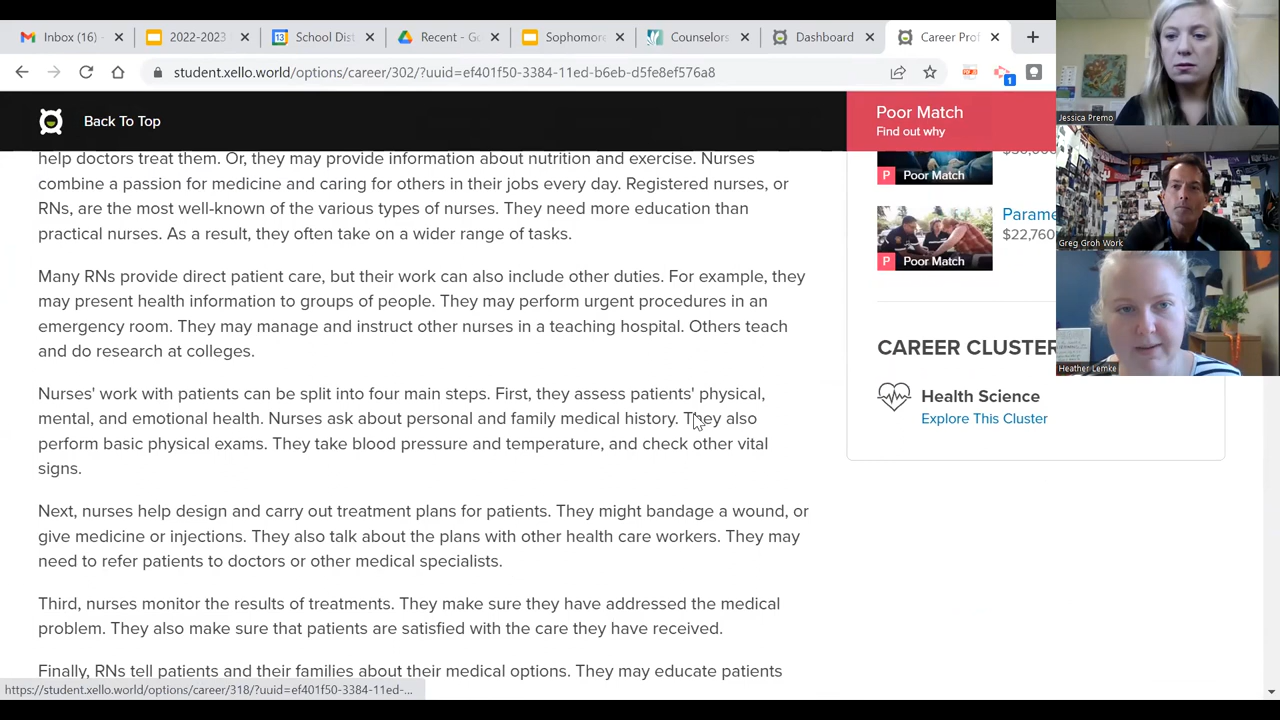 Inbox (16) -
2022-2023
School Dis
Recent - Go
Sophomore
Counselors
Dashboard
Career Prof
student.xello.world/options/career/302/?uuid=ef401f50-3384-11ed-b6eb-d5fe8ef576a8
1
Back To Top
Poor Match
Find out why
help doctors treat them. Or, they may provide information about nutrition and exercise. Nurses
combine a passion for medicine and caring for others in their jobs every day. Registered nurses, or
RNs, are the most well-known of the various types of nurses. They need more education than
practical nurses. As a result, they often take on a wider range of tasks.
Many RNs provide direct patient care, but their work can also include other duties. For example, they
may present health information to groups of people. They may perform urgent procedures in an
emergency room. They may manage and instruct other nurses in a teaching hospital. Others teach
and do research at colleges.
Nurses' work with patients can be split into four main steps. First, they assess patients' physical,
mental, and emotional health. Nurses ask about personal and family medical history. They also
perform basic physical exams. They take blood pressure and temperature, and check other vital
signs.
Next, nurses help design and carry out treatment plans for patients. They might bandage a wound, or
give medicine or injections. They also talk about the plans with other health care workers. They may
need to refer patients to doctors or other medical specialists.
Third, nurses monitor the results of treatments. They make sure they have addressed the medical
problem. They also make sure that patients are satisfied with the care they have received.
Finally, RNs tell patients and their families about their medical options. They may educate patients
P Poor Match
P Poor Match
Parame
$22,760
CAREER CLUSTER
Health Science
Explore This Cluster
Jessica Premo
Greg Groh Work
Heather Lemke
https://student.xello.world/options/career/318/?uuid=ef401f50-3384-11ed-...